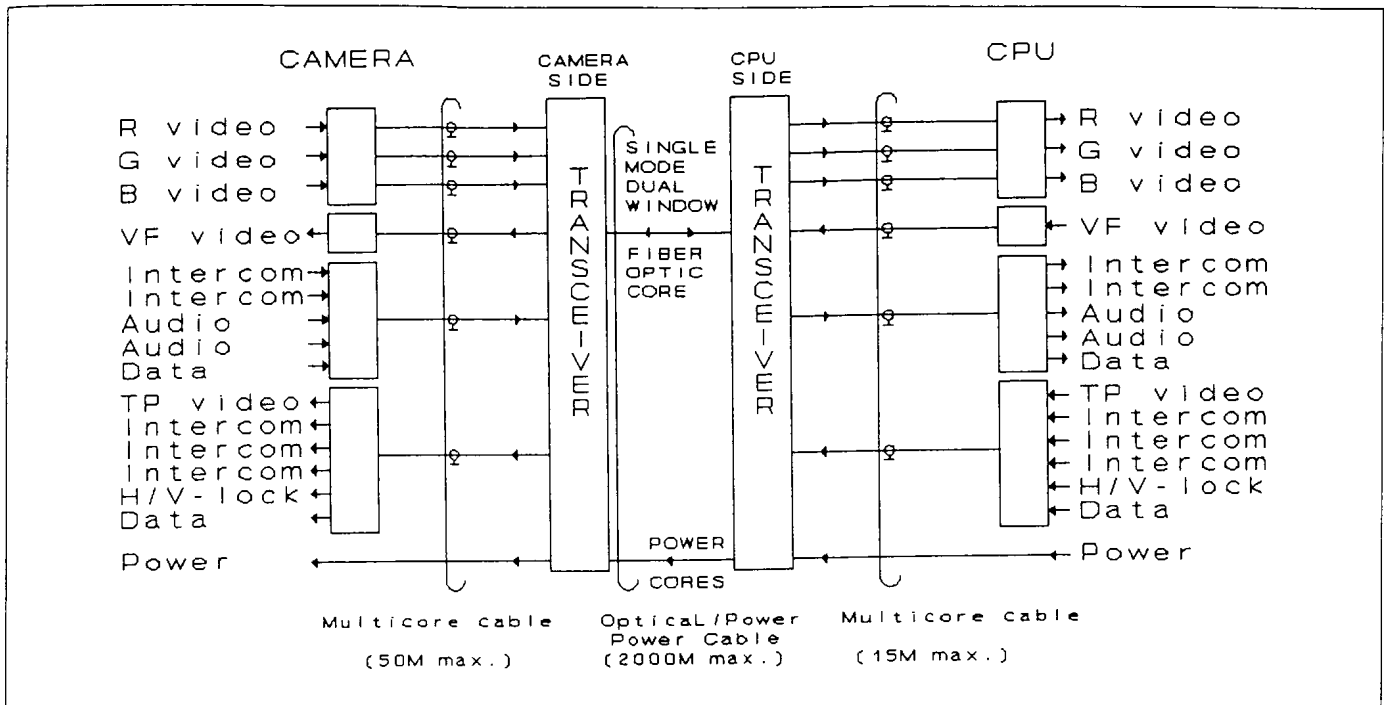 CAMERA
CAMERA
SIDE
CPU
SIDE
CPU
R video
G video
B video
VF video
Intercom
Intercom
Audio
Audio
Data
TP video
Intercom
Intercom
Intercom
H/V-lock
Data
Power
TRANSCEIVER
SINGLE
MODE
DUAL
WINDOW
FIBER
OPTIC
CORE
POWER
CORES
TRANSCEIVER
R video
G video
B video
VF video
Intercom
Intercom
Audio
Audio
Data
TP video
Intercom
Intercom
Intercom
H/V-lock
Data
Power
Multicore cable
(50M max.)
OpticaL/Power
Power Cable
(2000M max.)
Multicore cable
(15M max.)